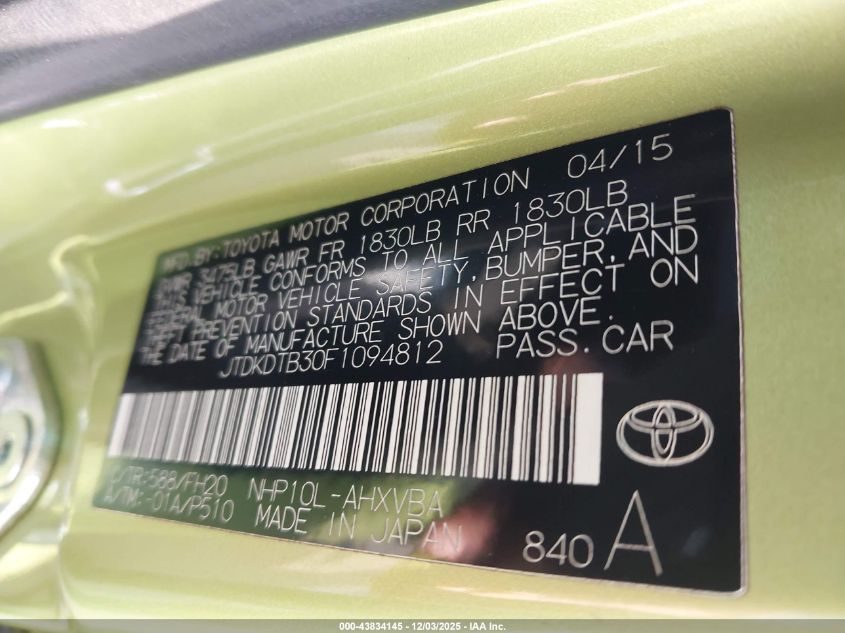 MFD.BY:TOYOTA MOTOR CORPORATION 04/15
GVWR 3475LB GAWR FR 1830LB RR 1830LB
THIS VEHICLE CONFORMS TO ALL APPLICABLE
FEDERAL MOTOR VEHICLE SAFETY, BUMPER, AND
THEFT PREVENTION STANDARDS IN EFFECT ON
THE DATE OF MANUFACTURE SHOWN ABOVE.
JTDKDTB30F1094812 PASS.CAR
C/TR:588/FH20 NHP10L-AHXVBA
A/TM:-01A/P510 MADE IN JAPAN
840 A
000-43834145 - 12/03/2025 - IAA Inc.